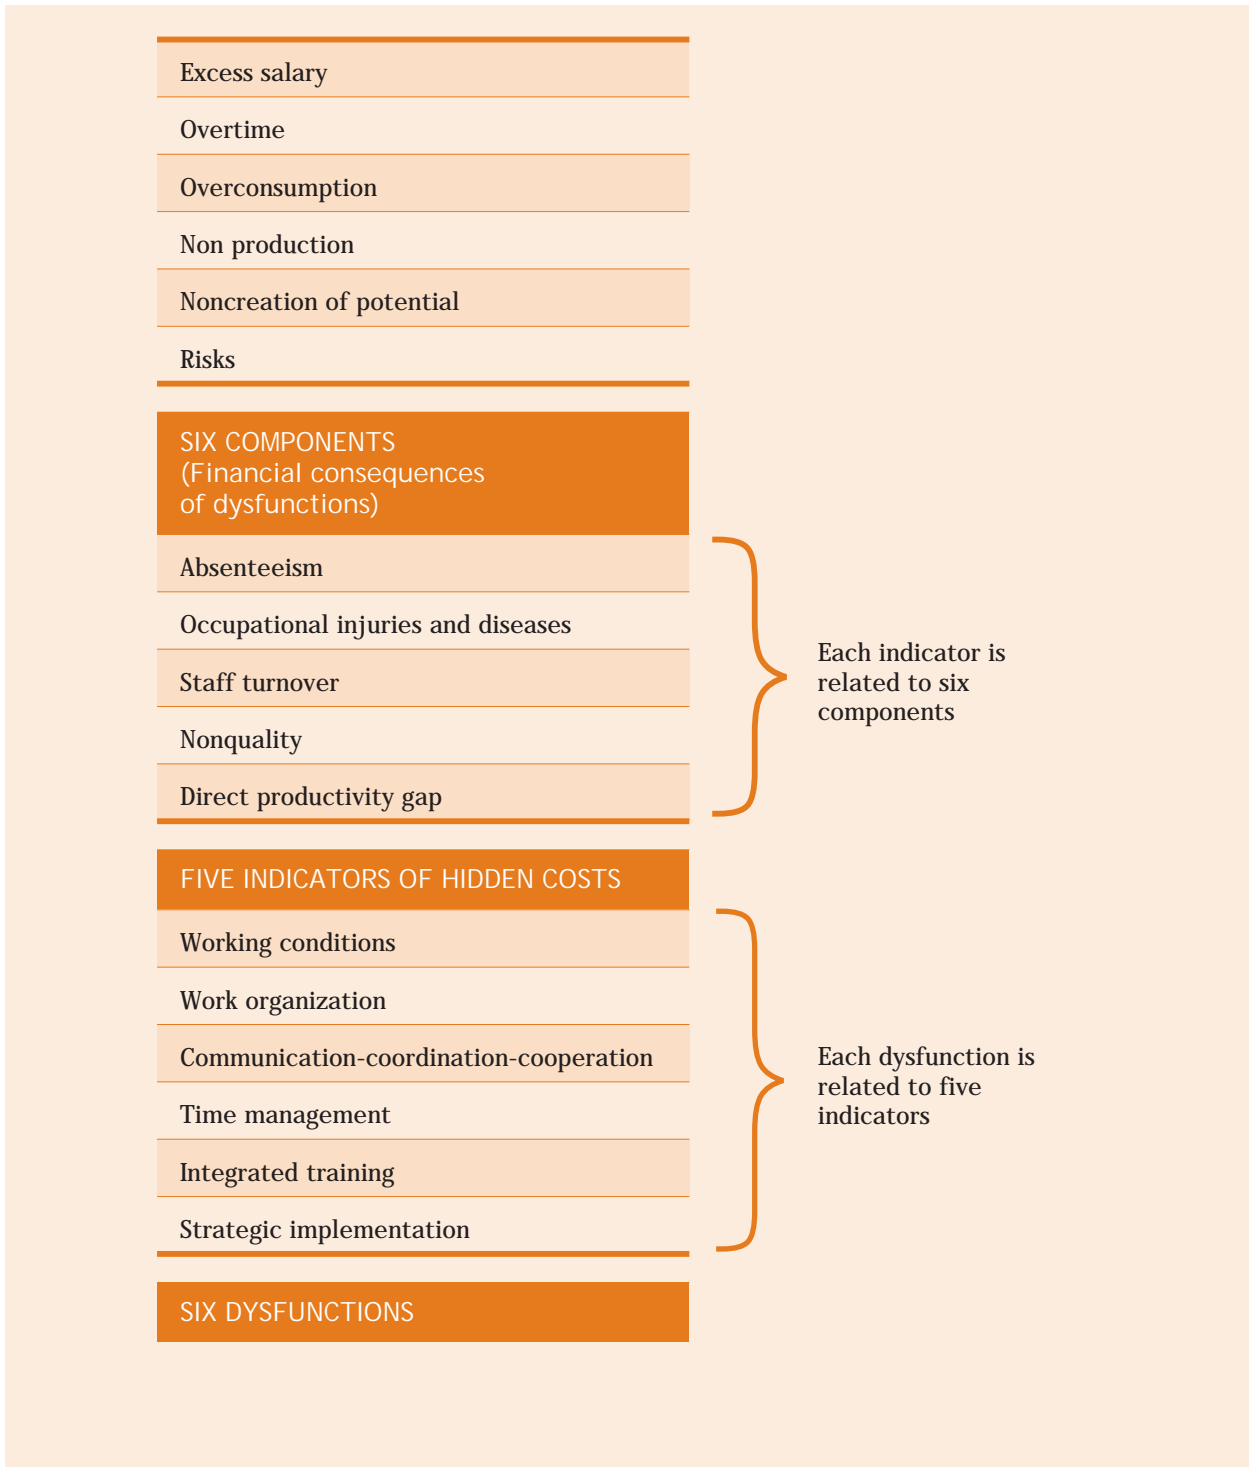 Excess salary
Overtime
Overconsumption
Non production
Noncreation of potential
Risks
SIX COMPONENTS
(Financial consequences
of dysfunctions)
Absenteeism
Occupational injuries and diseases
Staff turnover
Nonquality
Direct productivity gap
Each indicator is
related to six
components
FIVE INDICATORS OF HIDDEN COSTS
Working conditions
Work organization
Communication-coordination-cooperation
Time management
Integrated training
Strategic implementation
Each dysfunction is
related to five
indicators
SIX DYSFUNCTIONS